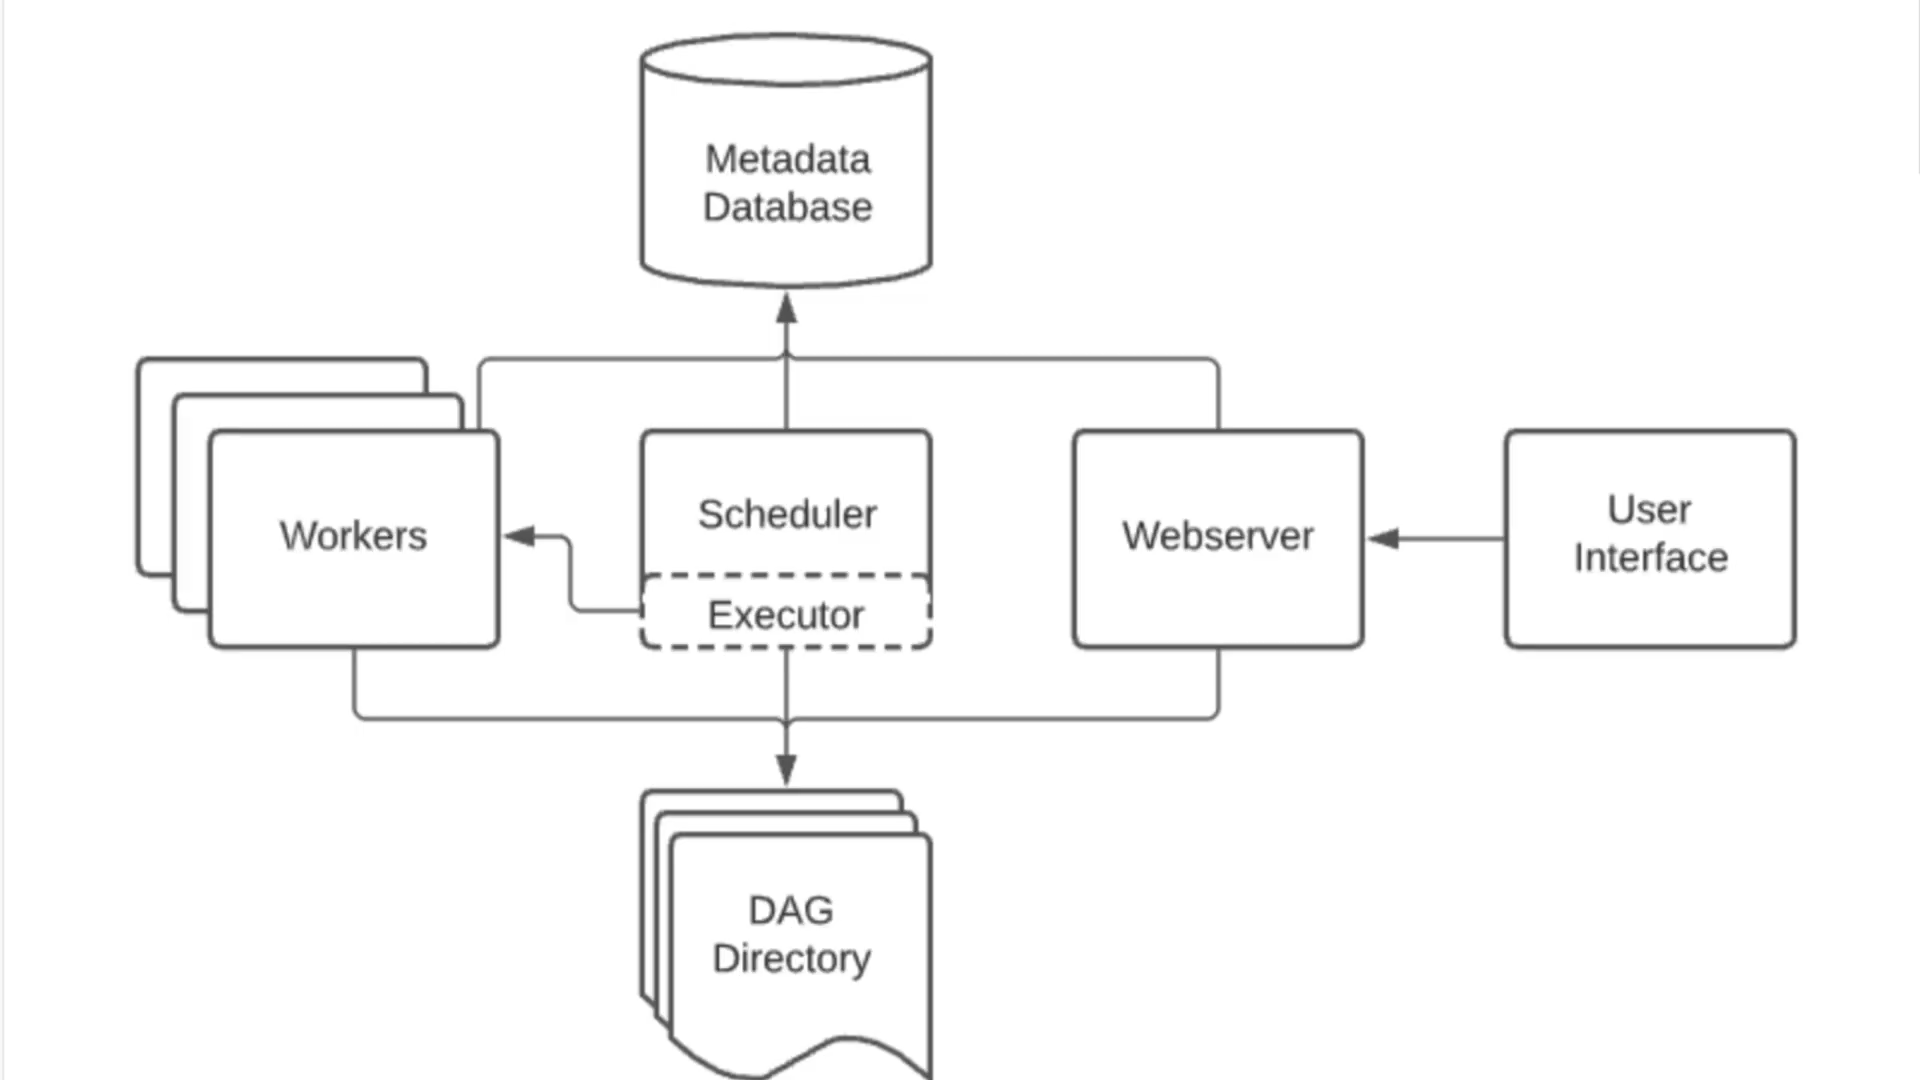 Metadata
Database
Workers
Scheduler
Executor
Webserver
User
Interface
DAG
Directory